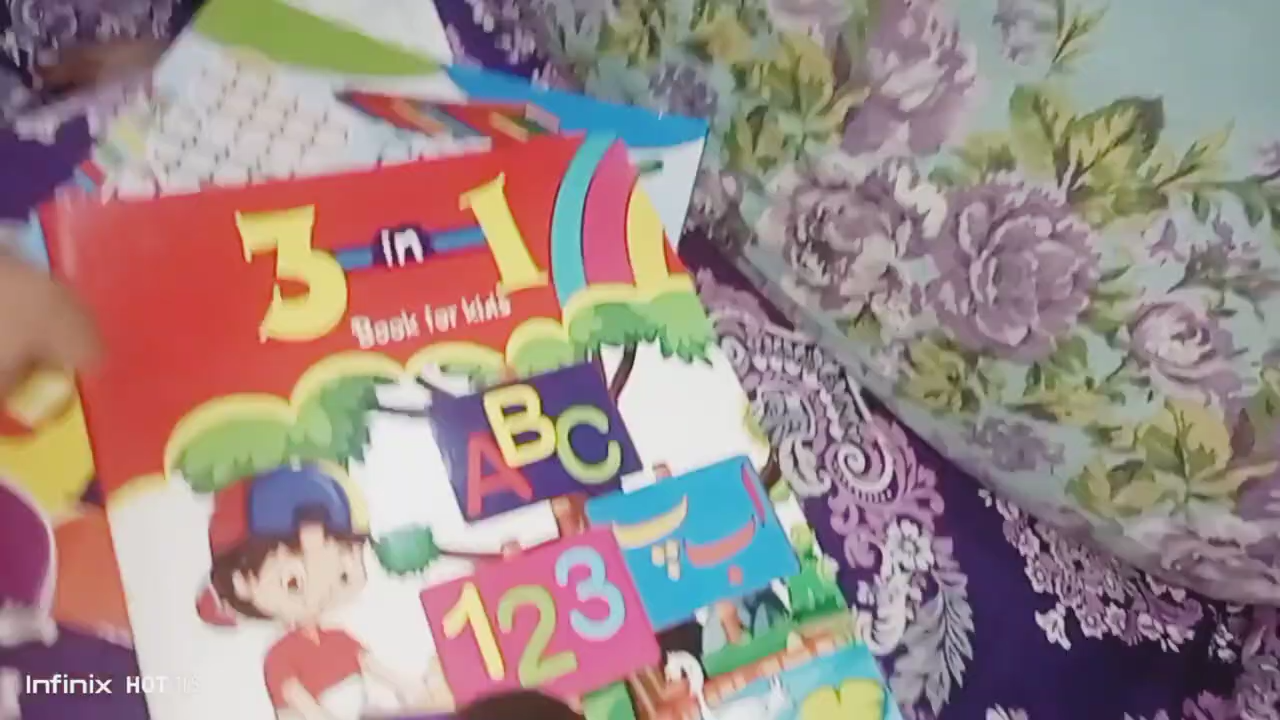 3 in 1
Book for kids
ABC
ا ب پ
123
Infinix HOT